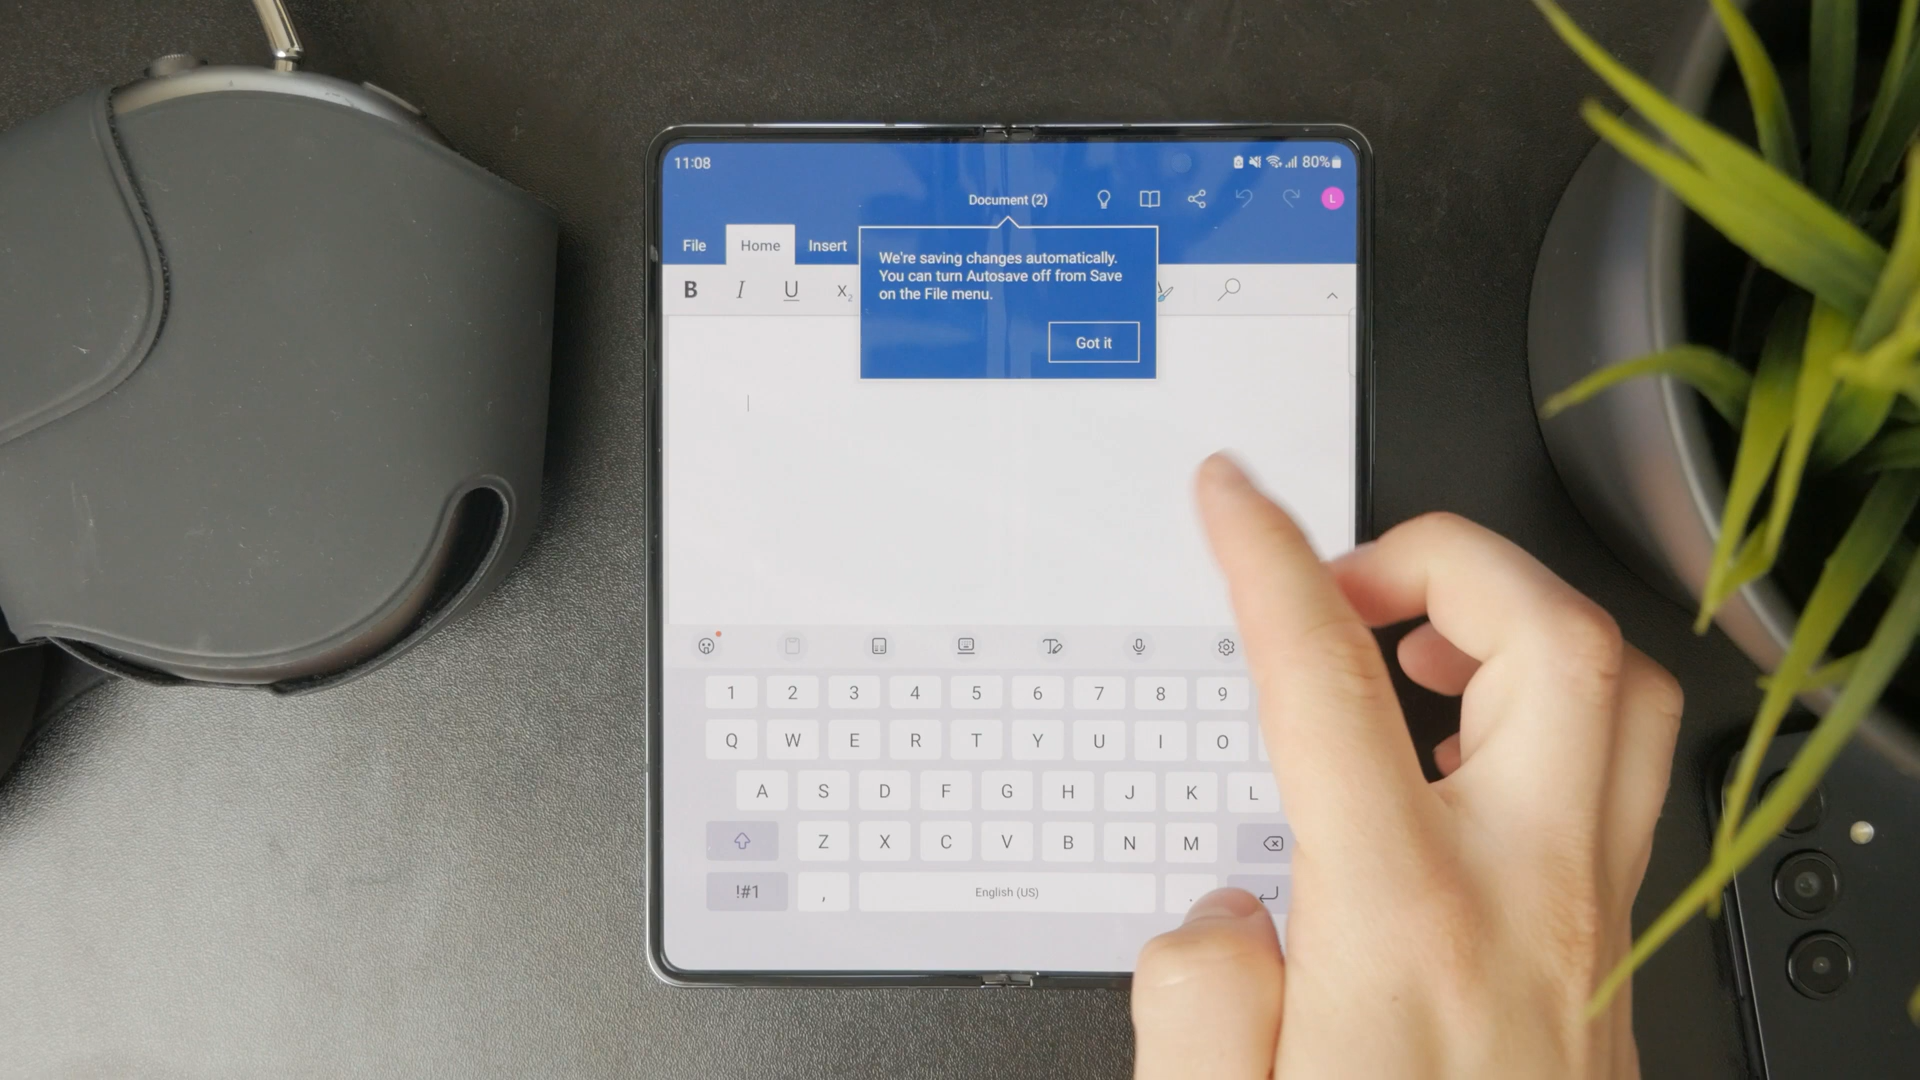 11:08
80%
Document (2)
L
File Home Insert
We're saving changes automatically.
You can turn Autosave off from Save
on the File menu.
Got it
B I U X₂
1 2 3 4 5 6 7 8 9
Q W E R T Y U I O
A S D F G H J K L
Z X C V B N M
!#1 , English (US) .